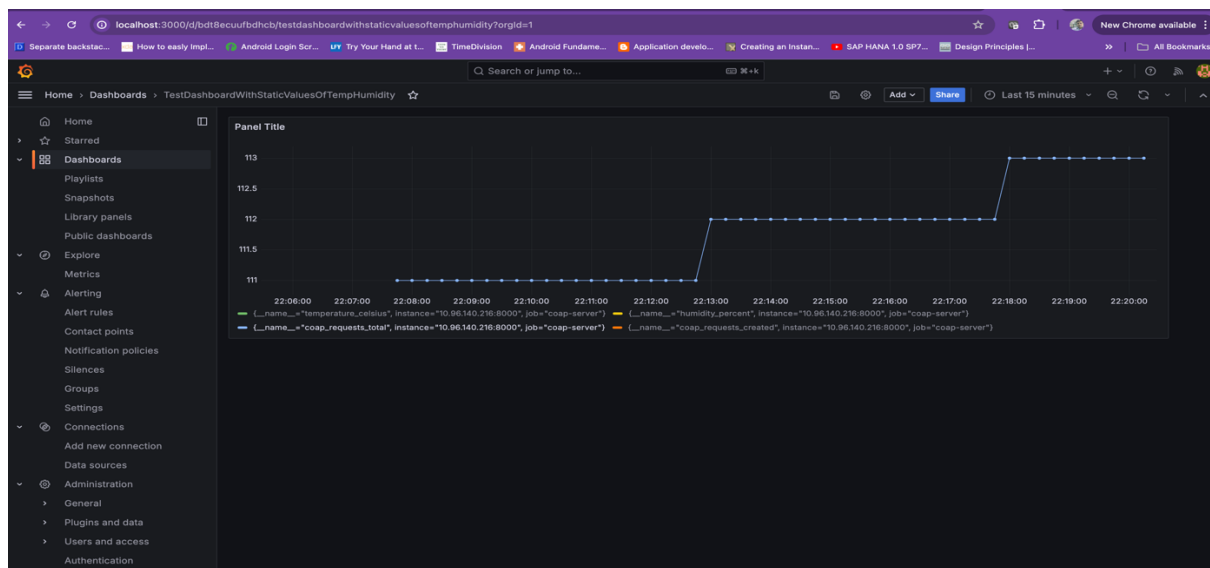 localhost:3000/d/bdt8ecuufbdhcb/testdashboardwithstaticvaluesoftemphumidity?orgId=1
New Chrome available
Separate backstac... How to easly Impl... Android Login Scr... Try Your Hand at t... TimeDivision Android Fundame... Application develo... Creating an Instan... SAP HANA 1.0 SP7... Design Principles |... » All Bookmarks
Search or jump to... ⌘+k
Home > Dashboards > TestDashboardWithStaticValuesOfTempHumidity Add Share Last 15 minutes
Home
Starred
Dashboards
Playlists
Snapshots
Library panels
Public dashboards
Explore
Metrics
Alerting
Alert rules
Contact points
Notification policies
Silences
Groups
Settings
Connections
Add new connection
Data sources
Administration
General
Plugins and data
Users and access
Authentication
Panel Title
113
112.5
112
111.5
111
22:06:00 22:07:00 22:08:00 22:09:00 22:10:00 22:11:00 22:12:00 22:13:00 22:14:00 22:15:00 22:16:00 22:17:00 22:18:00 22:19:00 22:20:00
{__name__="temperature_celsius", instance="10.96.140.216:8000", job="coap-server"} {__name__="humidity_percent", instance="10.96.140.216:8000", job="coap-server"}
{__name__="coap_requests_total", instance="10.96.140.216:8000", job="coap-server"} {__name__="coap_requests_created", instance="10.96.140.216:8000", job="coap-server"}